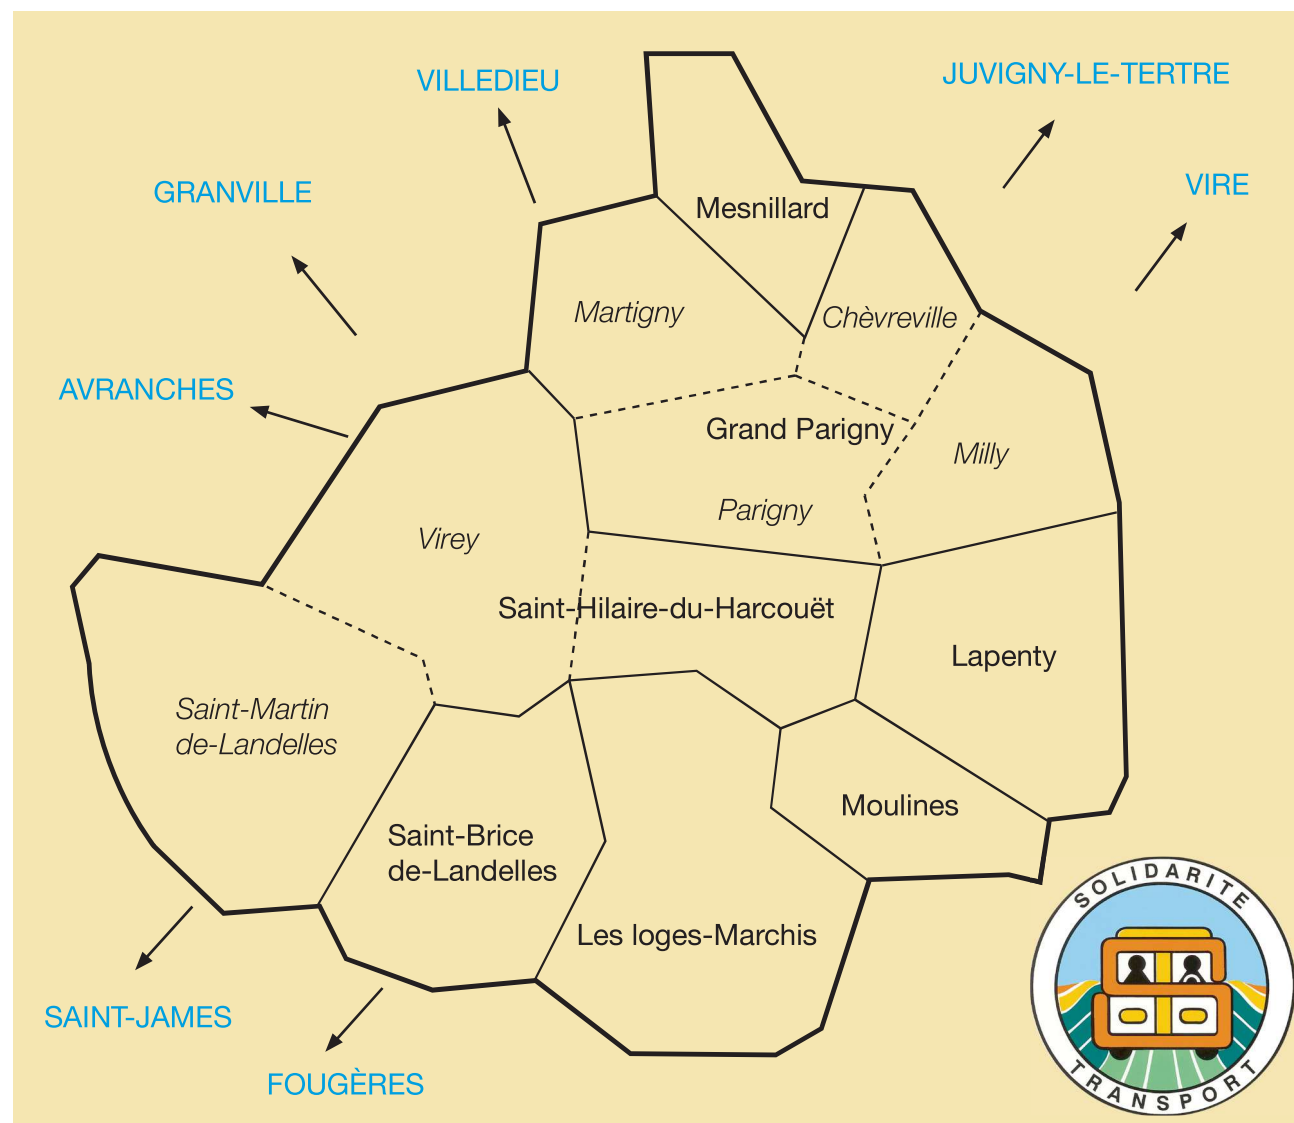 VILLEDIEU
JUVIGNY-LE-TERTRE
GRANVILLE
VIRE
Mesnillard
Martigny
Chèvreville
AVRANCHES
Grand Parigny
Milly
Parigny
Virey
Saint-Hilaire-du-Harcouët
Lapenty
Saint-Martin
de-Landelles
Moulines
Saint-Brice
de-Landelles
Les loges-Marchis
SAINT-JAMES
FOUGÈRES
SOLIDARITE
TRANSPORT